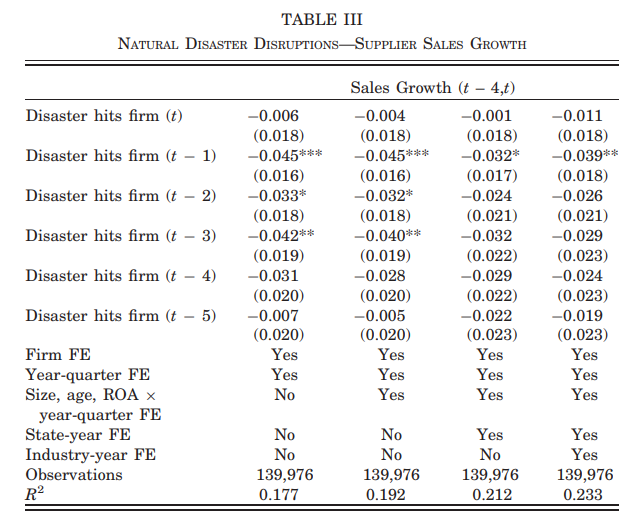 TABLE III
NATURAL DISASTER DISRUPTIONS—SUPPLIER SALES GROWTH
Sales Growth (t − 4,t)
Disaster hits firm (t) −0.006 −0.004 −0.001 −0.011
(0.018) (0.018) (0.018) (0.018)
Disaster hits firm (t − 1) −0.045*** −0.045*** −0.032* −0.039**
(0.016) (0.016) (0.017) (0.018)
Disaster hits firm (t − 2) −0.033* −0.032* −0.024 −0.026
(0.018) (0.018) (0.021) (0.021)
Disaster hits firm (t − 3) −0.042** −0.040** −0.032 −0.029
(0.019) (0.019) (0.022) (0.023)
Disaster hits firm (t − 4) −0.031 −0.028 −0.029 −0.024
(0.020) (0.020) (0.022) (0.023)
Disaster hits firm (t − 5) −0.007 −0.005 −0.022 −0.019
(0.020) (0.020) (0.023) (0.023)
Firm FE Yes Yes Yes Yes
Year-quarter FE Yes Yes Yes Yes
Size, age, ROA × No Yes Yes Yes
year-quarter FE
State-year FE No No Yes Yes
Industry-year FE No No No Yes
Observations 139,976 139,976 139,976 139,976
R² 0.177 0.192 0.212 0.233